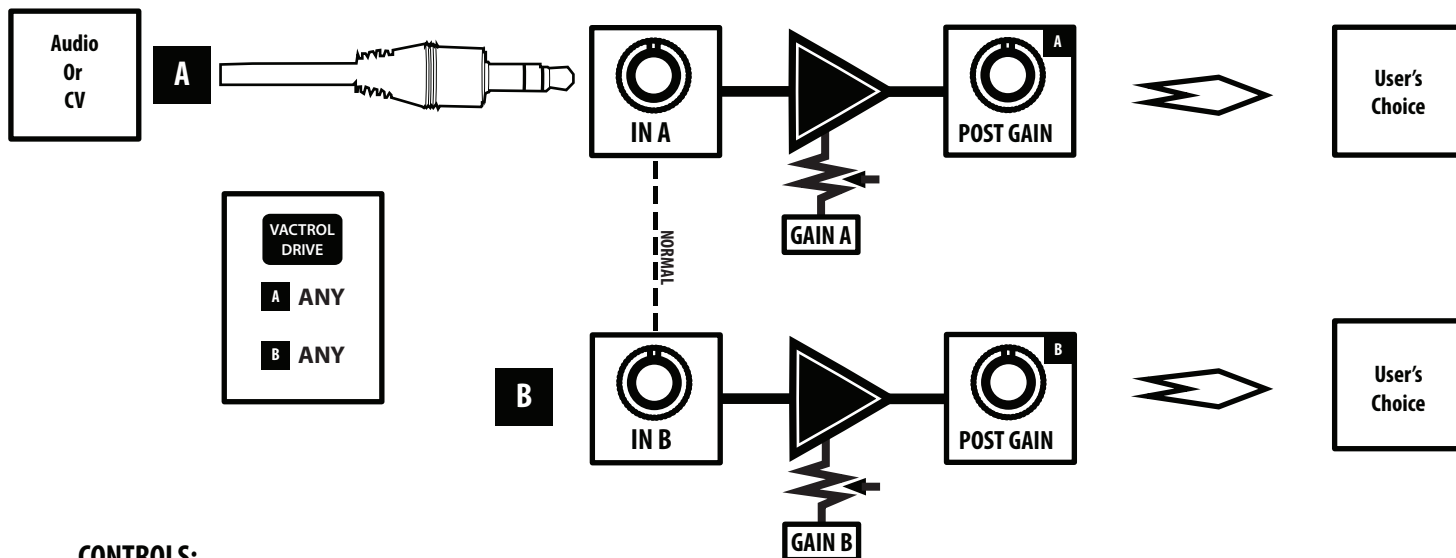 Audio
Or
CV
A
IN A
A
POST GAIN
User's
Choice
GAIN A
NORMAL
VACTROL
DRIVE
A ANY
B ANY
B
IN B
B
POST GAIN
User's
Choice
GAIN B
CONTROLS: